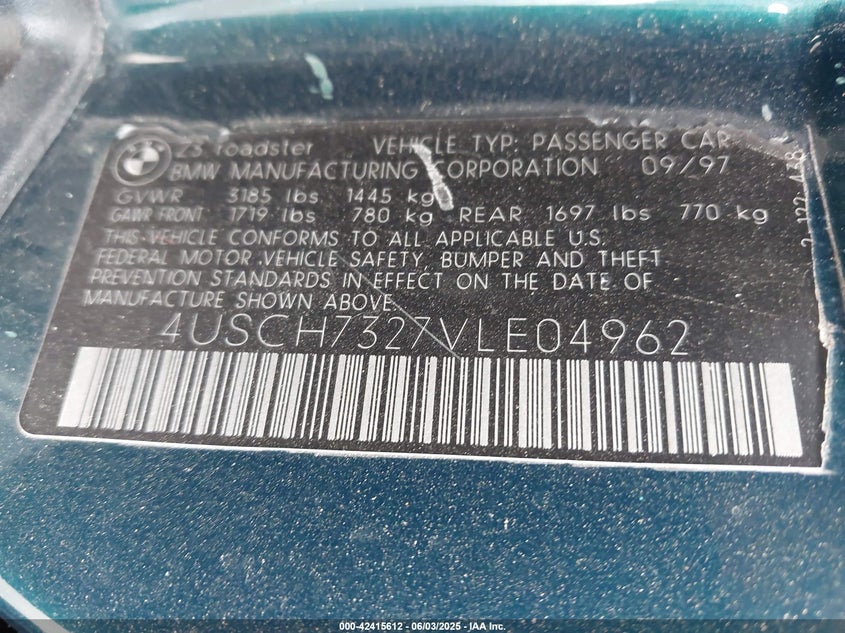 Z3 roadster VEHICLE TYP: PASSENGER CAR
BMW MANUFACTURING CORPORATION 09/97
GVWR 3185 lbs 1445 kg
GAWR FRONT 1719 lbs 780 kg REAR 1697 lbs 770 kg
THIS VEHICLE CONFORMS TO ALL APPLICABLE U.S.
FEDERAL MOTOR VEHICLE SAFETY, BUMPER AND THEFT
PREVENTION STANDARDS IN EFFECT ON THE DATE OF
MANUFACTURE SHOWN ABOVE.
4USCH7327VLE04962
000-42415612 | 06/03/2025 | IAA Inc.